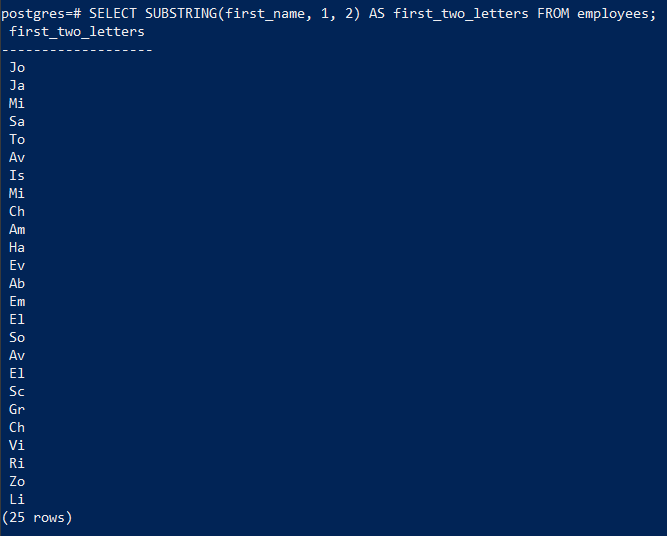 postgres=# SELECT SUBSTRING(first_name, 1, 2) AS first_two_letters FROM employees;
first_two_letters
-------------------
Jo
Ja
Mi
Sa
To
Av
Is
Mi
Ch
Am
Ha
Ev
Ab
Em
El
So
Av
El
Sc
Gr
Ch
Vi
Ri
Zo
Li
(25 rows)